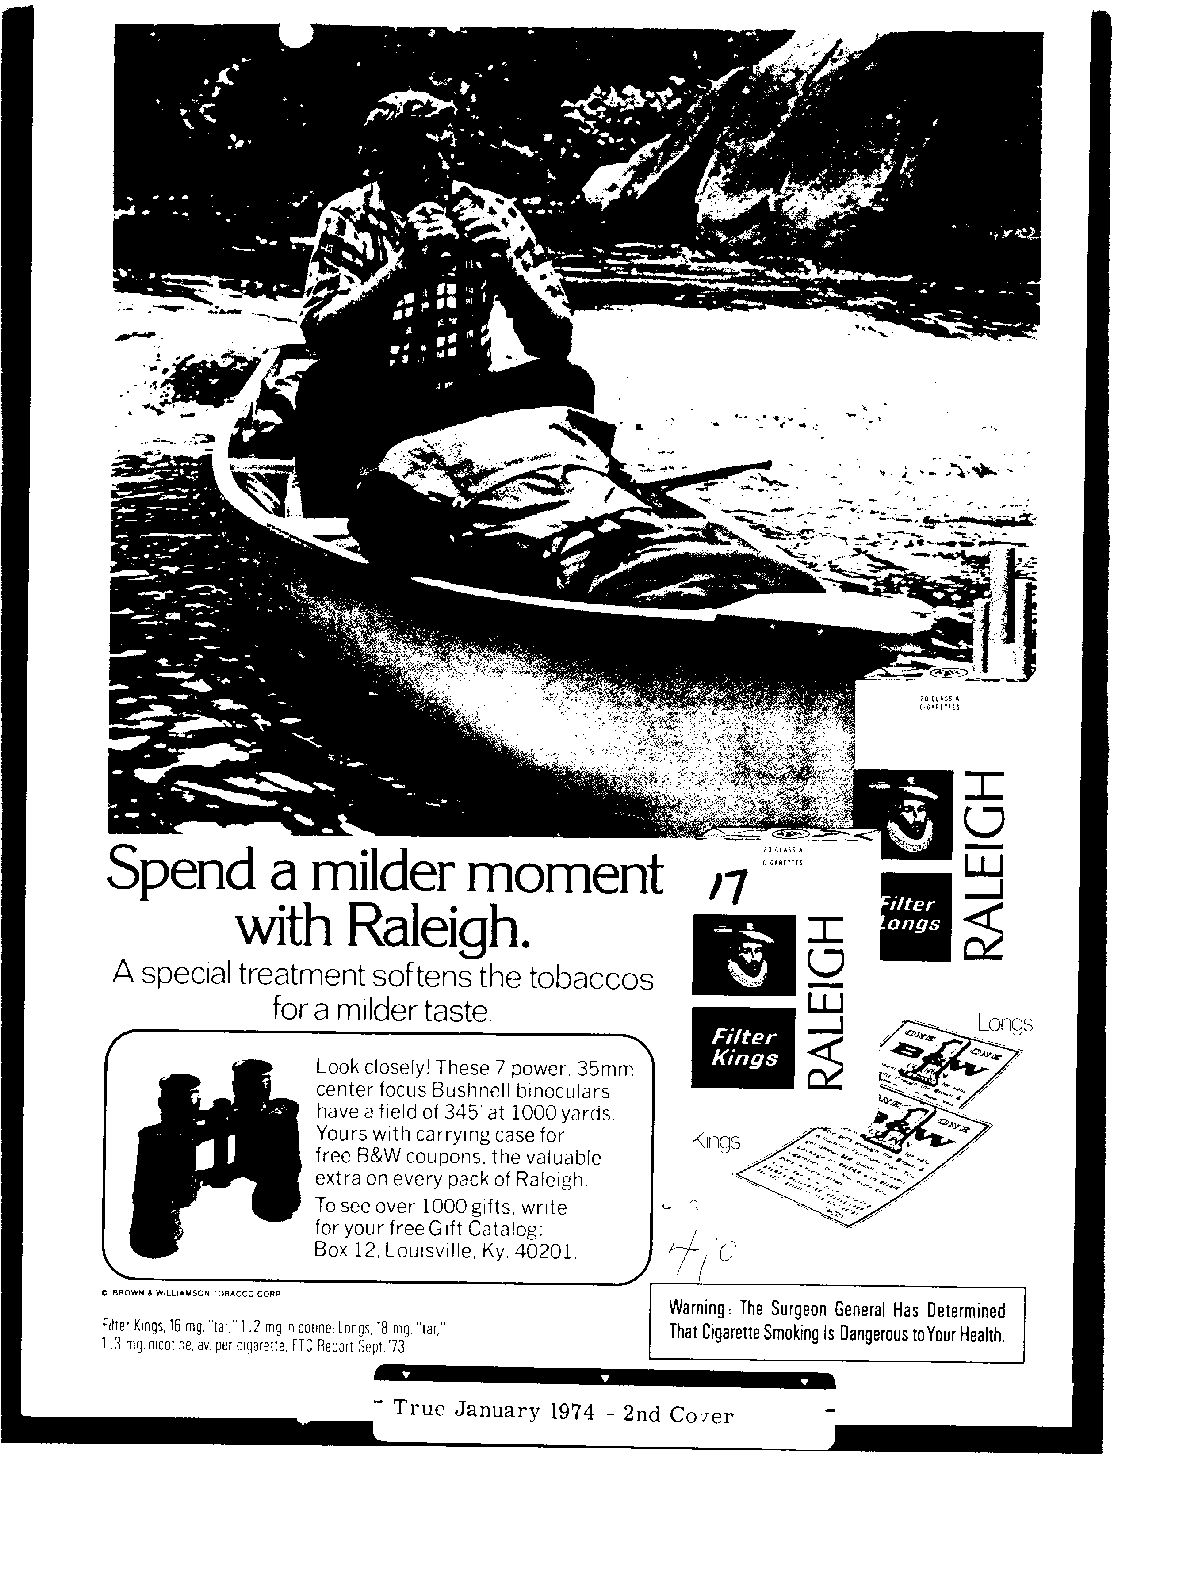 20 CLASS A
CIGARETTES
RALEIGH
Filter
Longs
20 CLASS A
CIGARETTES
17
RALEIGH
Filter
Kings
Spend a milder moment
with Raleigh.
A special treatment softens the tobaccos
for a milder taste.
Longs
Kings
ONE
B&W
ONE
ONE
B&W
Look closely! These 7 power, 35mm
center focus Bushnell binoculars
have a field of 345' at 1000 yards.
Yours with carrying case for
free B&W coupons, the valuable
extra on every pack of Raleigh.
To see over 1000 gifts, write
for your free Gift Catalog:
Box 12, Louisville, Ky. 40201.
© BROWN & WILLIAMSON TOBACCO CORP.
Filter Kings, 16 mg. "tar," 1.2 mg. nicotine; Longs, "8 mg. "tar,"
1.3 mg. nicotine, av. per cigarette, FTC Report Sept. '73
Warning: The Surgeon General Has Determined
That Cigarette Smoking Is Dangerous to Your Health.
True January 1974 - 2nd Cover